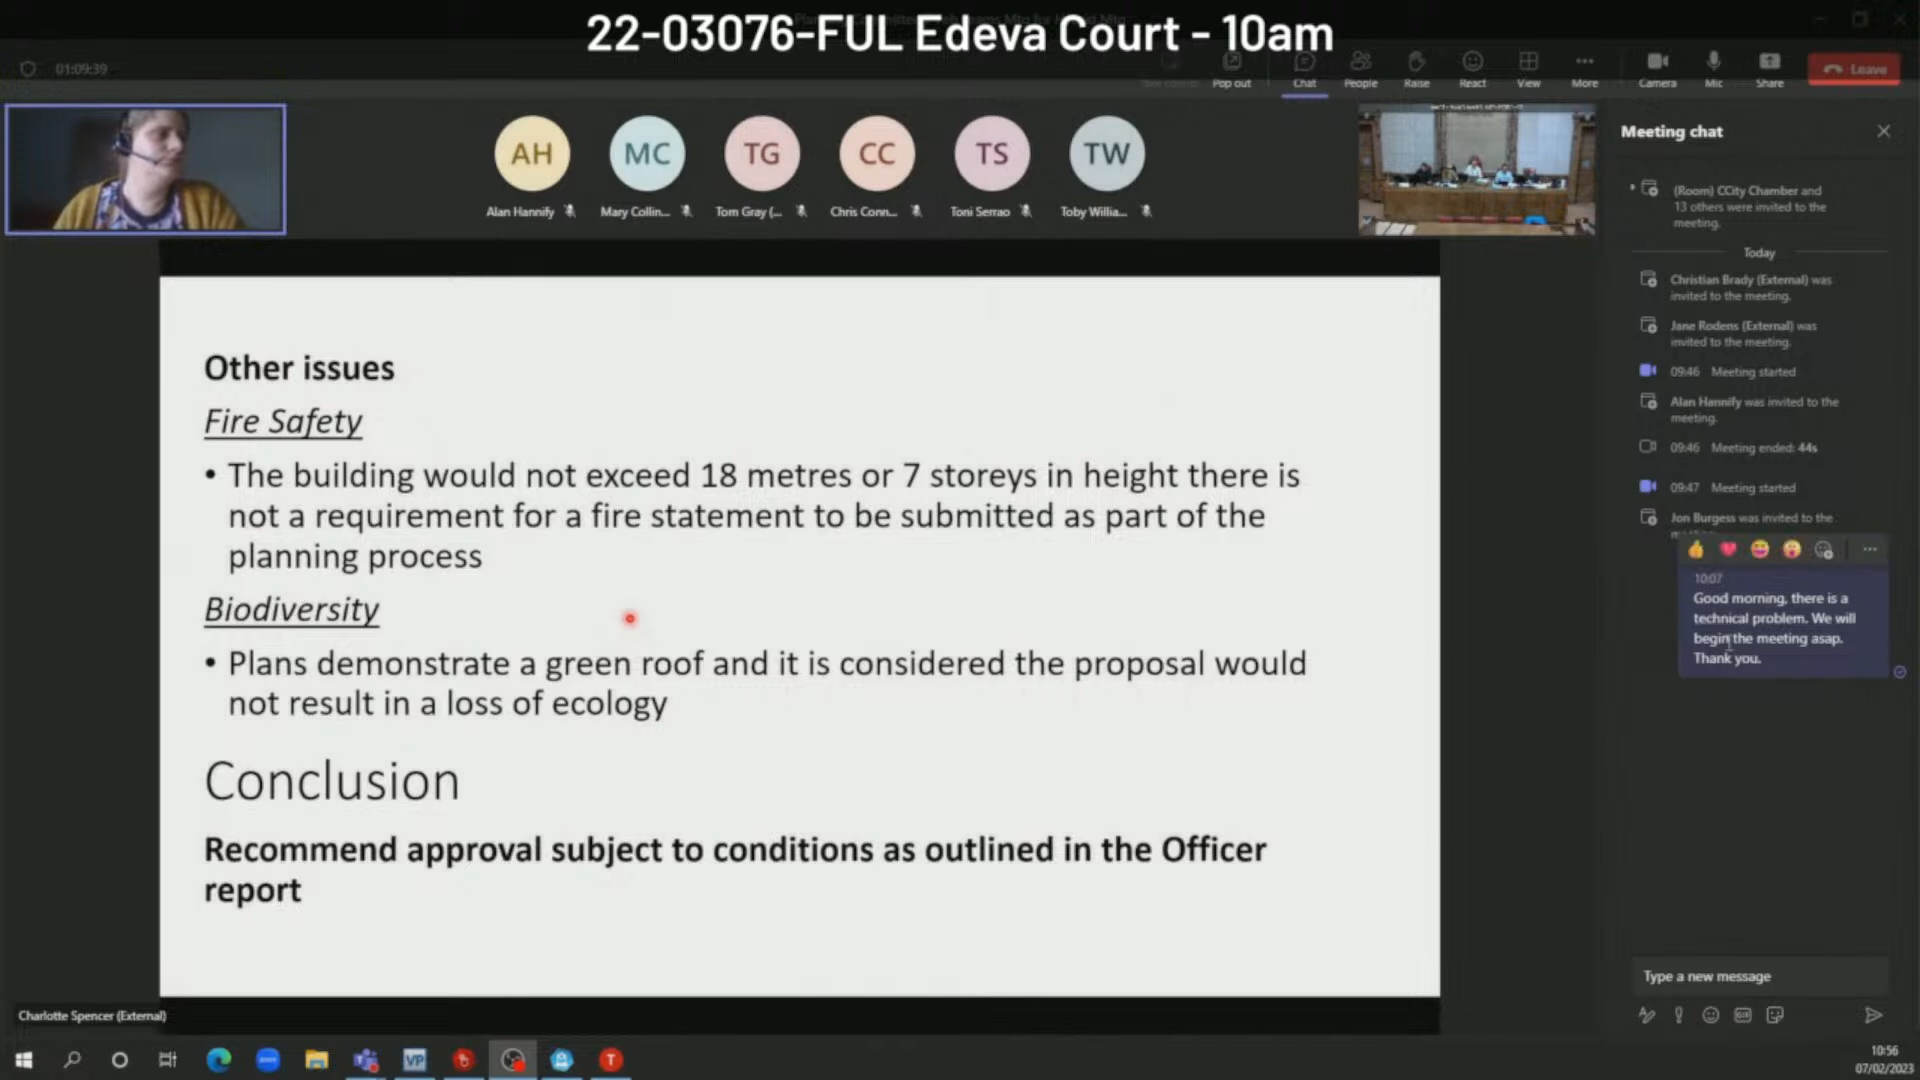 22-03076-FUL Edeva Court - 10am
01:09:39
Pop out
Chat
People
Raise
React
View
More
Camera
Mic
Share
Leave
AH
MC
TG
CC
TS
TW
Alan Hannify
Mary Collin...
Tom Gray (...
Chris Conn...
Toni Serrao
Toby Willia...
Meeting chat
(Room) CCity Chamber and
13 others were invited to the
meeting.
Today
Christian Brady (External) was
invited to the meeting.
Jane Rodens (External) was
invited to the meeting.
09:46 Meeting started
Alan Hannify was invited to the
meeting.
09:46 Meeting ended: 44s
09:47 Meeting started
Jon Burgess was invited to the
10:07
Good morning, there is a
technical problem. We will
begin the meeting asap.
Thank you.
Type a new message
Other issues
Fire Safety
• The building would not exceed 18 metres or 7 storeys in height there is
not a requirement for a fire statement to be submitted as part of the
planning process
Biodiversity
• Plans demonstrate a green roof and it is considered the proposal would
not result in a loss of ecology
Conclusion
Recommend approval subject to conditions as outlined in the Officer
report
Charlotte Spencer (External)
zoom
VP
T
GIF
10:56
07/02/2023